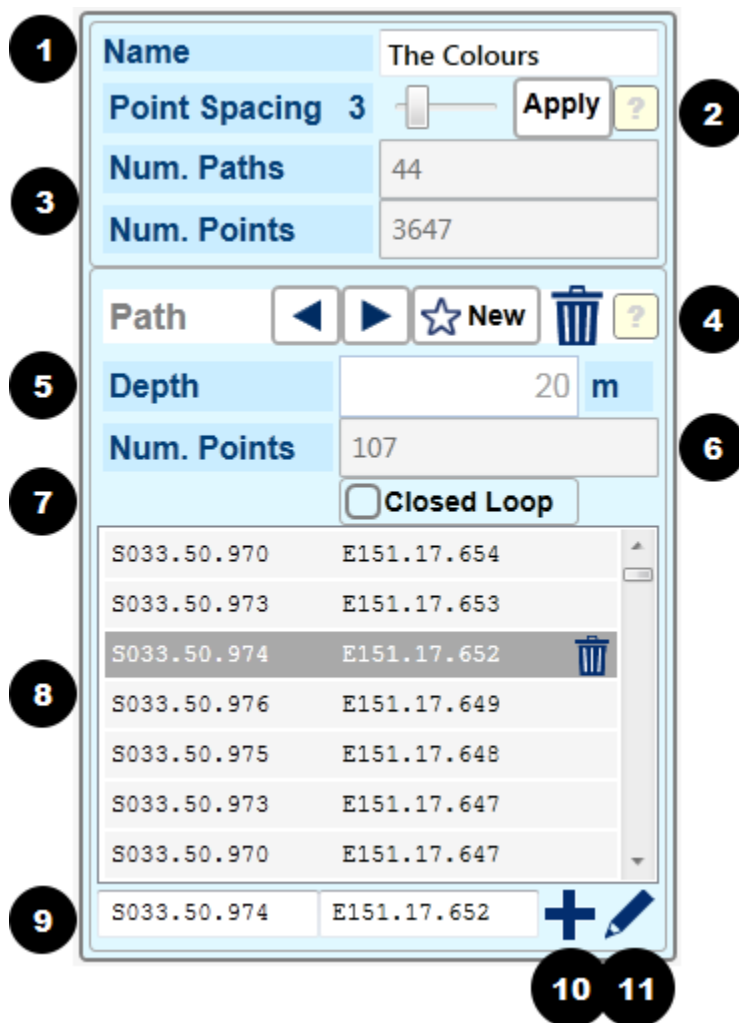 1 Name The Colours
Point Spacing 3 Apply ? 2
3 Num. Paths 44
Num. Points 3647
Path New ? 4
5 Depth 20 m
Num. Points 107 6
7 Closed Loop
S033.50.970 E151.17.654
S033.50.973 E151.17.653
S033.50.974 E151.17.652
8 S033.50.976 E151.17.649
S033.50.975 E151.17.648
S033.50.973 E151.17.647
S033.50.970 E151.17.647
9 S033.50.974 E151.17.652
10 11